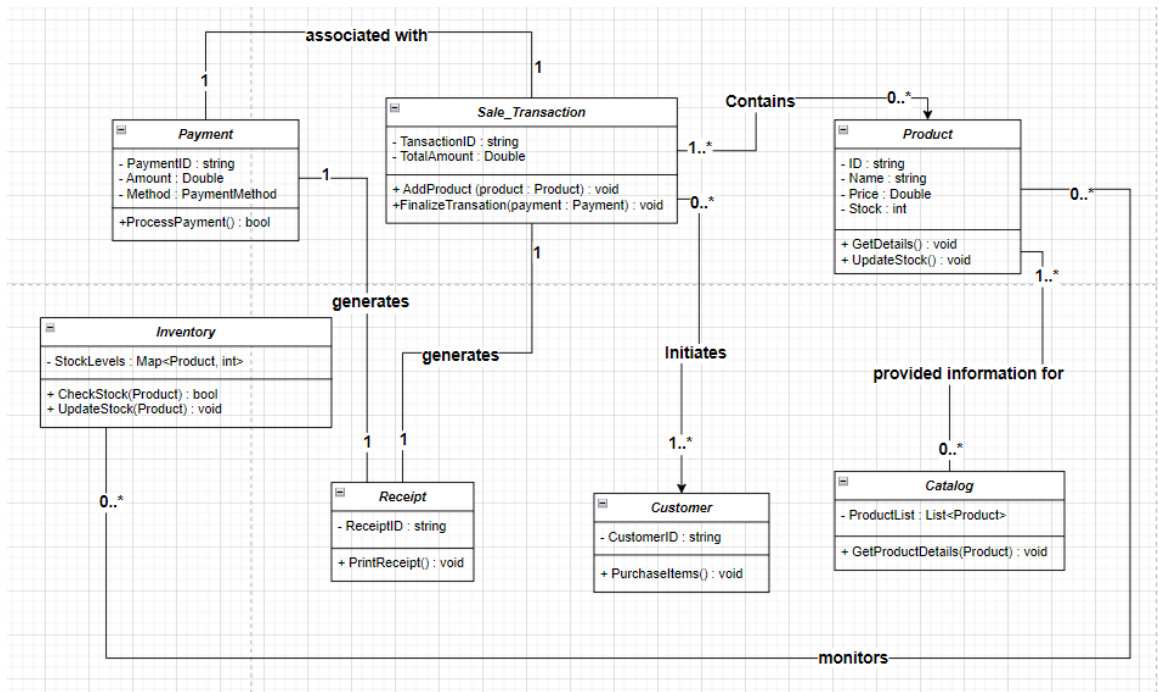 associated with
1
1
Payment
- PaymentID : string
- Amount : Double
- Method : PaymentMethod
+ProcessPayment() : bool
Sale_Transaction
- TansactionID : string
- TotalAmount : Double
+ AddProduct (product : Product) : void
+FinalizeTransation(payment : Payment) : void
Contains
1..*
0..*
Product
- ID : string
- Name : string
- Price : Double
- Stock : int
+ GetDetails() : void
+ UpdateStock() : void
1
0..*
0..*
1
1..*
generates
Inventory
- StockLevels : Map<Product, int>
+ CheckStock(Product) : bool
+ UpdateStock(Product) : void
generates
Initiates
provided information for
1
1
1..*
0..*
0..*
Receipt
- ReceiptID : string
+ PrintReceipt() : void
Customer
- CustomerID : string
+ PurchaseItems() : void
Catalog
- ProductList : List<Product>
+ GetProductDetails(Product) : void
monitors